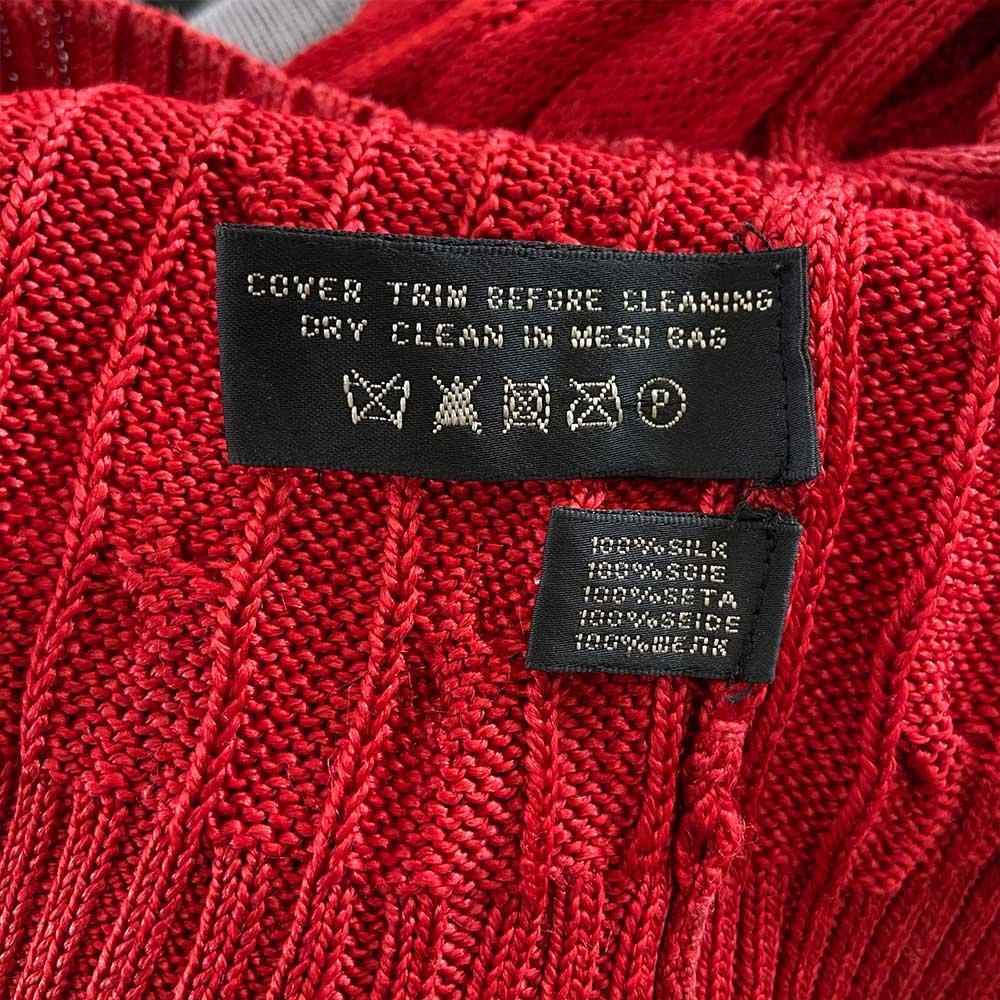 COVER TRIM BEFORE CLEANING
DRY CLEAN IN MESH BAG
P
100%SILK
100%SOIE
100%SETA
100%SEIDE
100%ШЕЛК